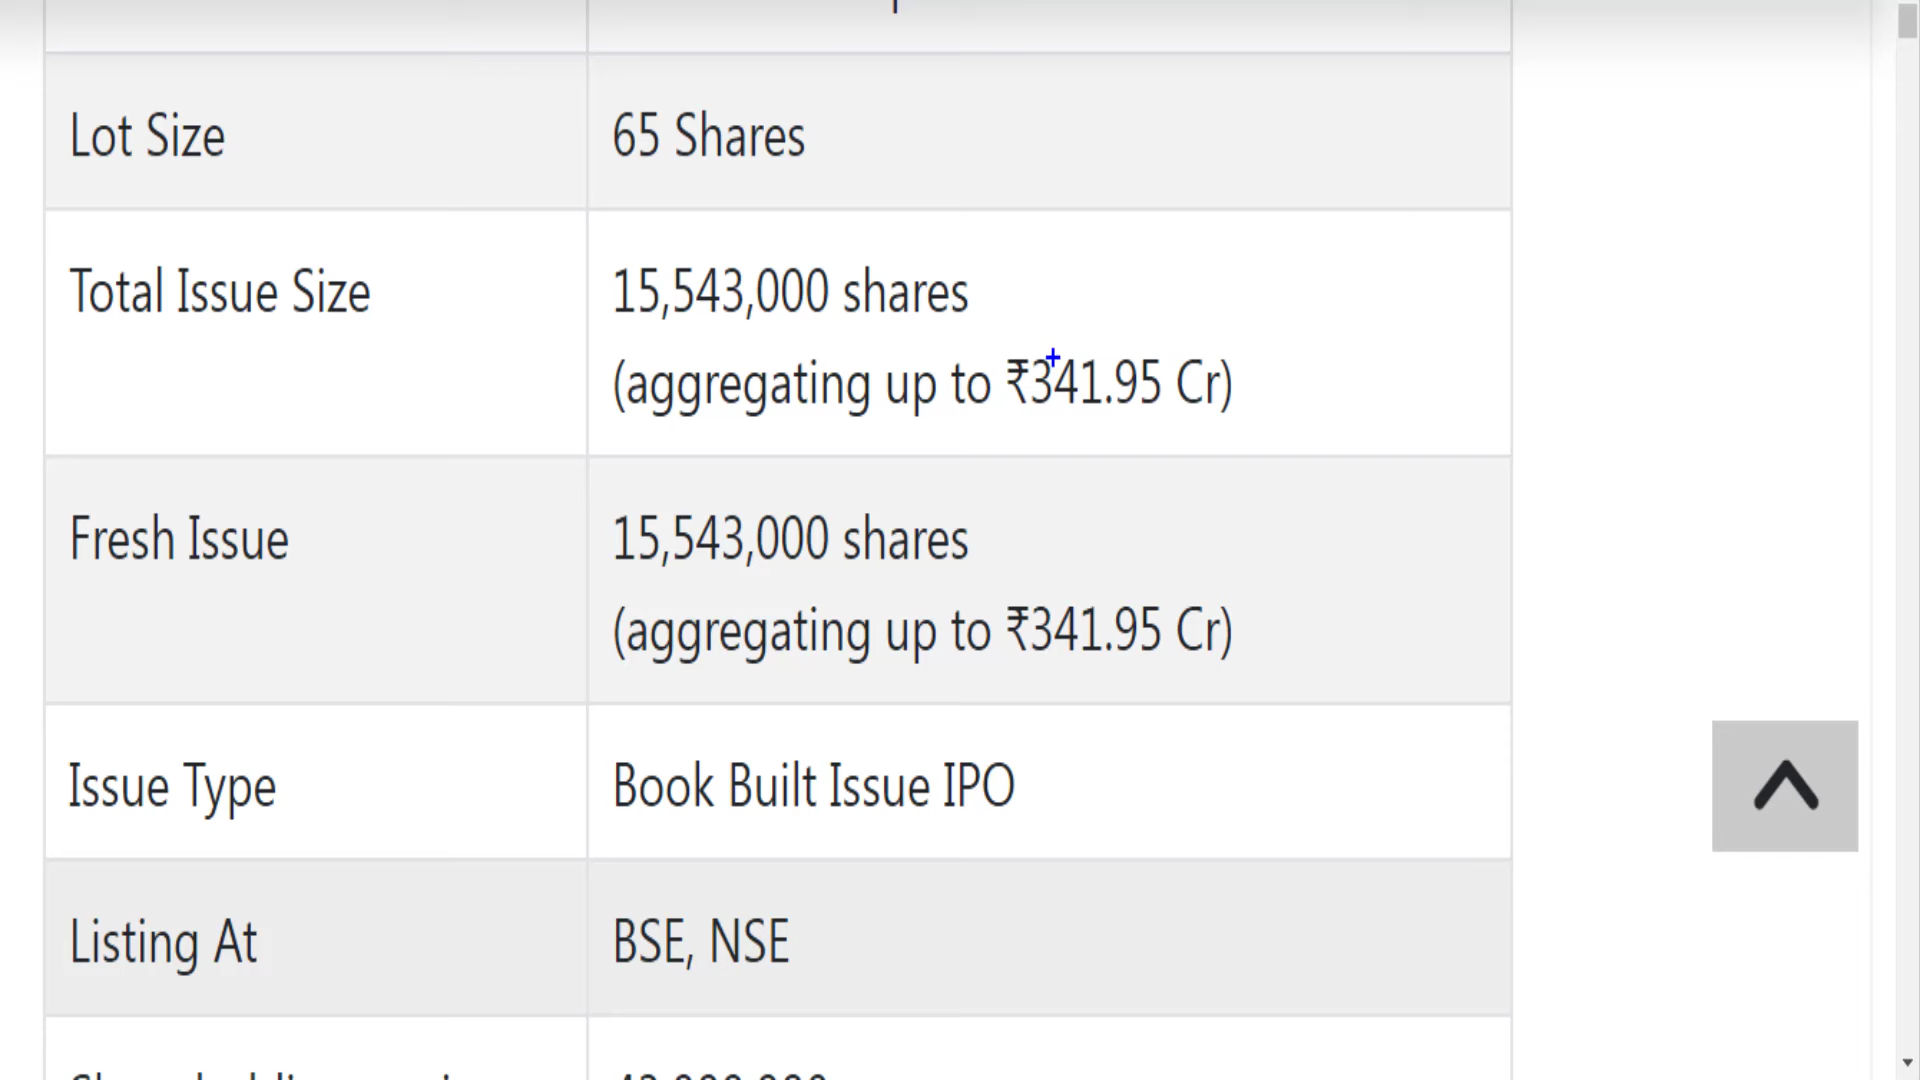 Lot Size
65 Shares
Total Issue Size
15,543,000 shares
(aggregating up to ₹341.95 Cr)
Fresh Issue
15,543,000 shares
(aggregating up to ₹341.95 Cr)
Issue Type
Book Built Issue IPO
Listing At
BSE, NSE